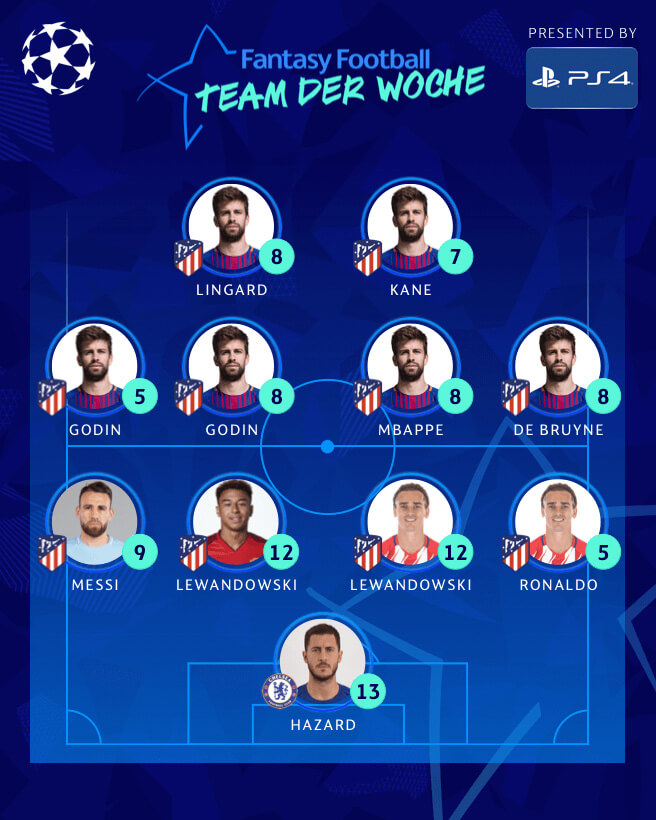 PRESENTED BY
PS4
Fantasy Football
TEAM DER WOCHE
8
7
LINGARD
KANE
5
8
8
8
GODIN
GODIN
MBAPPE
DE BRUYNE
9
12
12
5
MESSI
LEWANDOWSKI
LEWANDOWSKI
RONALDO
CHELSEA
13
HAZARD